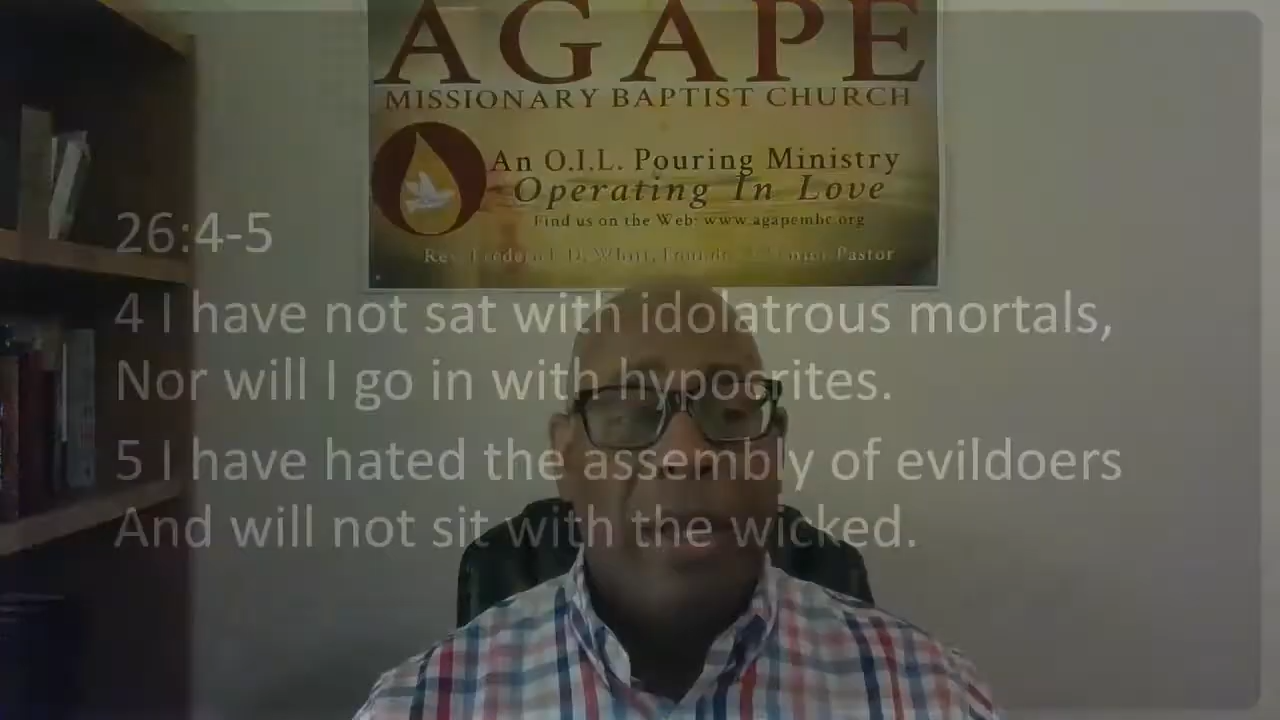 AGAPE
MISSIONARY BAPTIST CHURCH
An O.I.L. Pouring Ministry
Operating In Love
Find us on the Web: www.agapembc.org
Pastor
26:4-5
4 I have not sat with idolatrous mortals,
Nor will I go in with hypocrites.
5 I have hated the assembly of evildoers
And will not sit with the wicked.